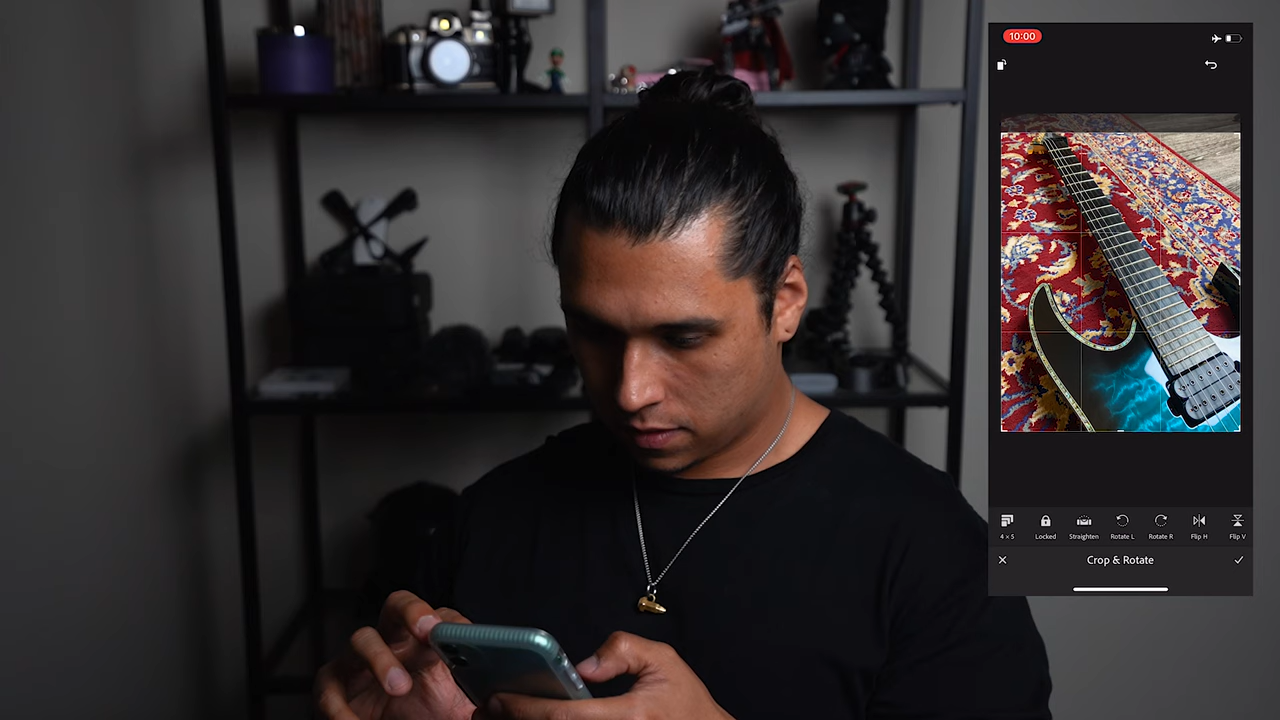 10:00
4 × 5 Locked Straighten Rotate L Rotate R Flip H Flip V
Crop & Rotate